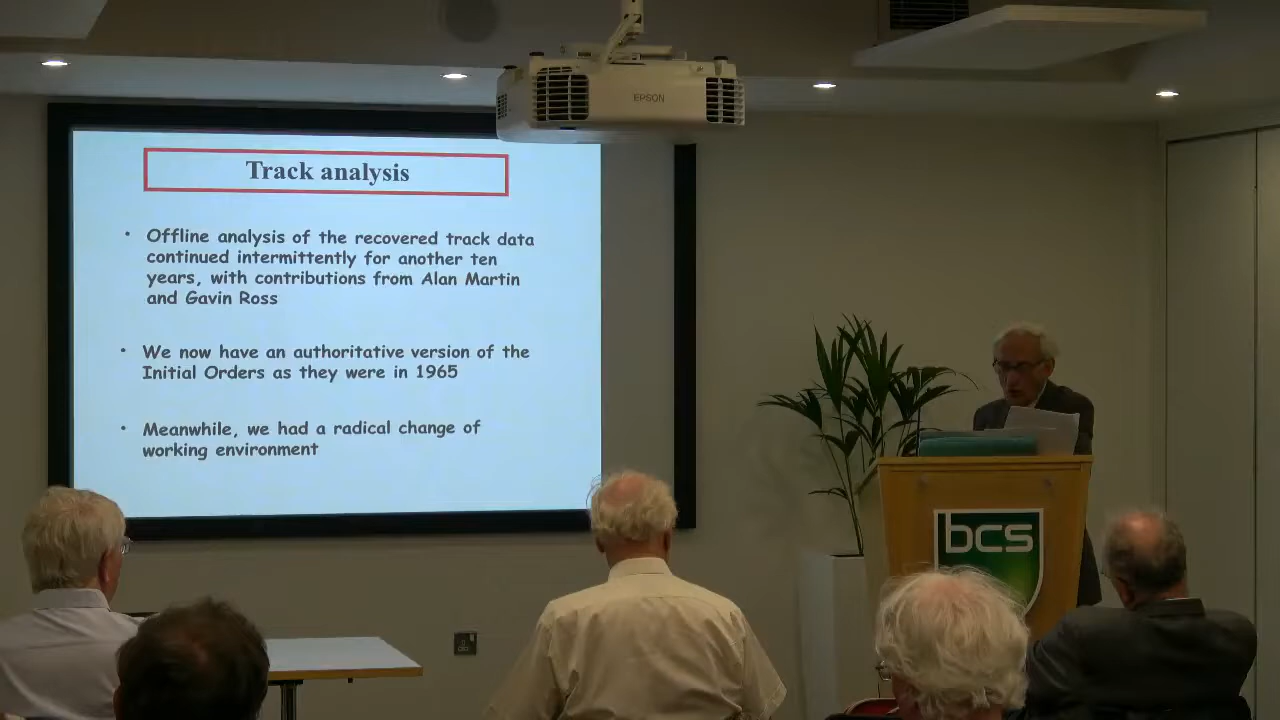 EPSON
Track analysis
• Offline analysis of the recovered track data
continued intermittently for another ten
years, with contributions from Alan Martin
and Gavin Ross
• We now have an authoritative version of the
Initial Orders as they were in 1965
• Meanwhile, we had a radical change of
working environment
bcs